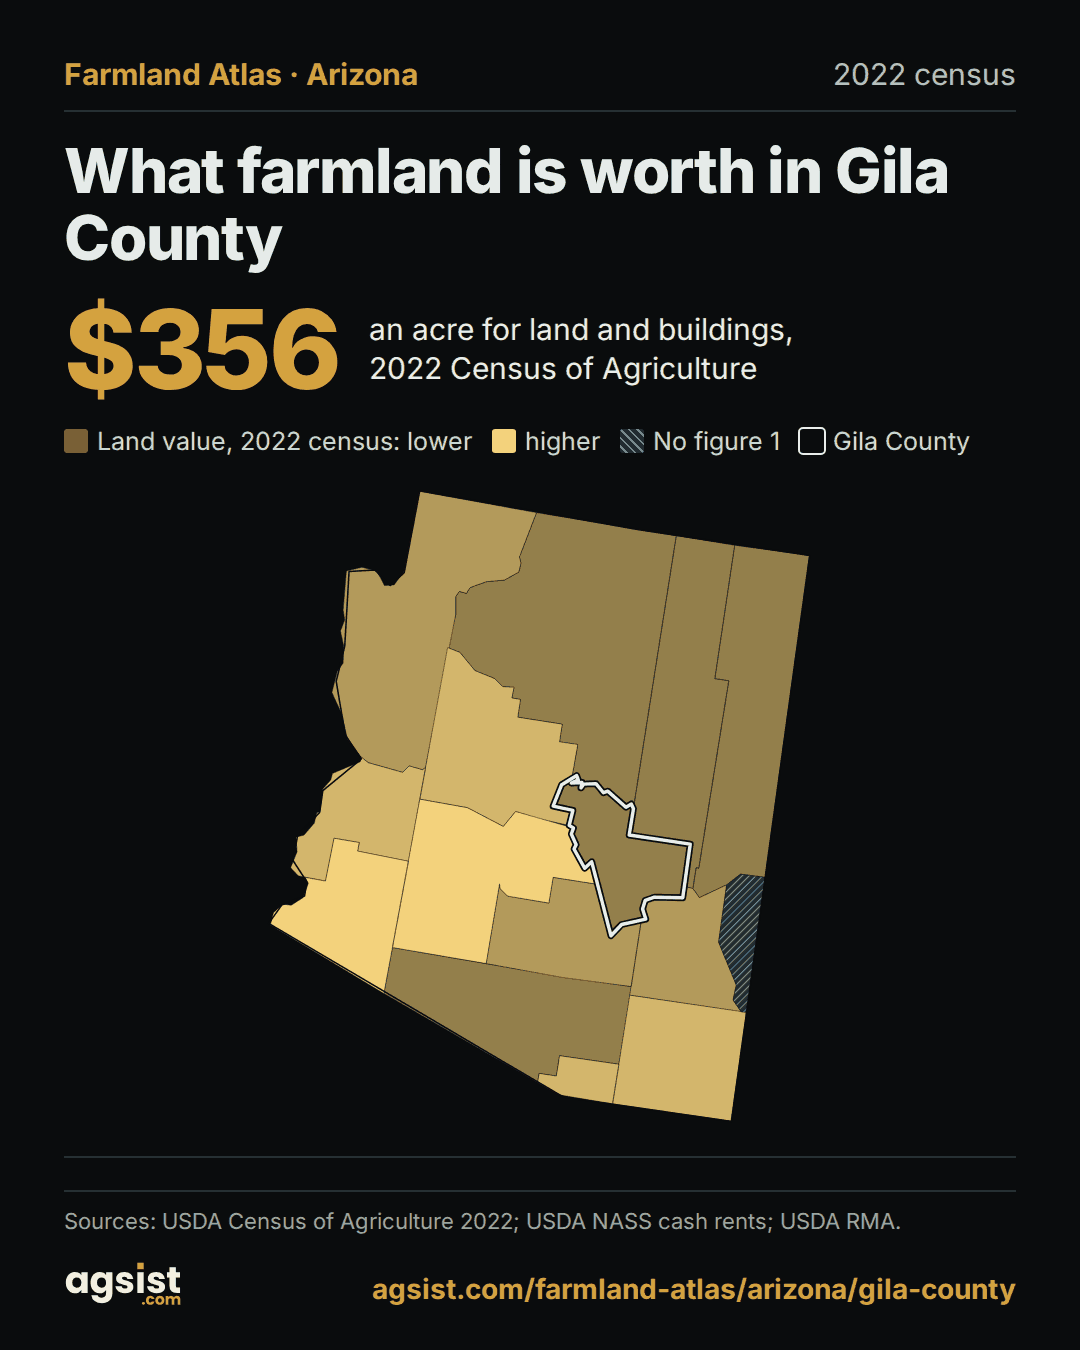 Farmland Atlas · Arizona
2022 census
What farmland is worth in Gila
County
$356
an acre for land and buildings,
2022 Census of Agriculture
Land value, 2022 census: lower
higher
No figure 1
Gila County
Sources: USDA Census of Agriculture 2022; USDA NASS cash rents; USDA RMA.
agsist
.com
agsist.com/farmland-atlas/arizona/gila-county